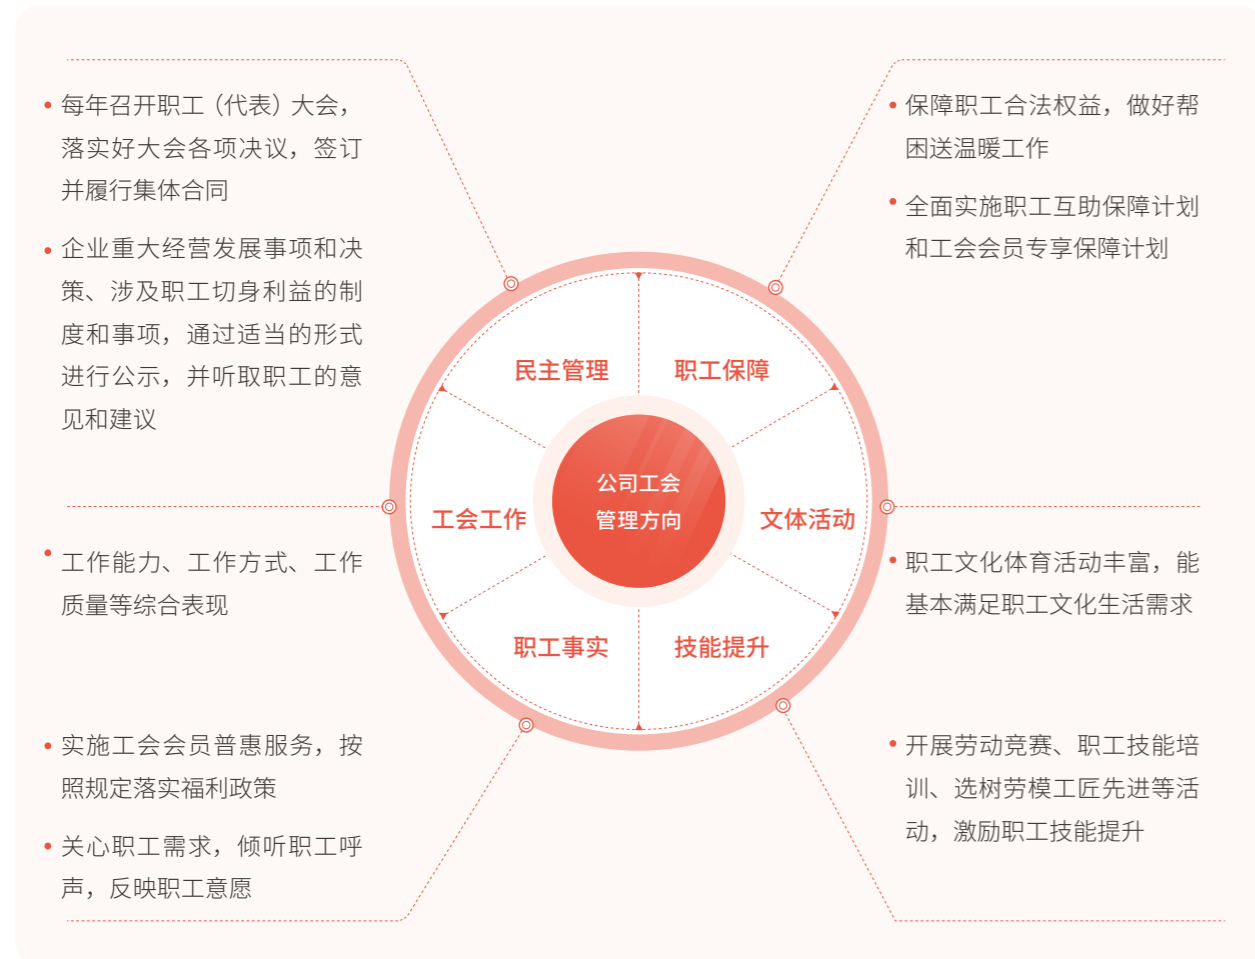 每年召开职工（代表）大会，
落实好大会各项决议，签订
并履行集体合同
企业重大经营发展事项和决
策、涉及职工切身利益的制
度和事项，通过适当的形式
进行公示，并听取职工的意
见和建议
工作能力、工作方式、工作
质量等综合表现
实施工会会员普惠服务，按
照规定落实福利政策
关心职工需求，倾听职工呼
声，反映职工意愿
民主管理
职工保障
工会工作
公司工会
管理方向
文体活动
职工事实
技能提升
保障职工合法权益，做好帮
困送温暖工作
全面实施职工互助保障计划
和工会会员专享保障计划
职工文化体育活动丰富，能
基本满足职工文化生活需求
开展劳动竞赛、职工技能培
训、选树劳模工匠先进等活
动，激励职工技能提升